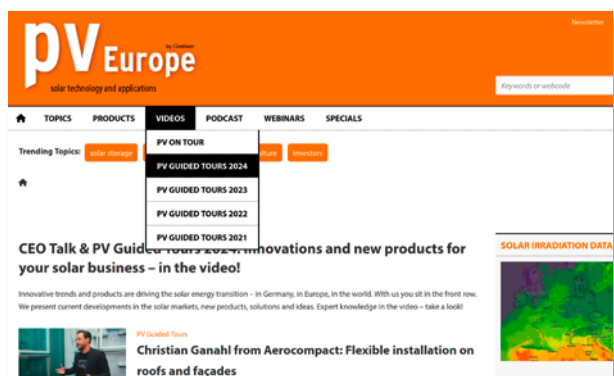 Newsletter
pv Europe
by Gentner
solar technology and applications
Keywords or webcode
TOPICS PRODUCTS VIDEOS PODCAST WEBINARS SPECIALS
PV ON TOUR
Trending Topics: solar storage investors
PV GUIDED TOURS 2024
PV GUIDED TOURS 2023
PV GUIDED TOURS 2022
PV GUIDED TOURS 2021
CEO Talk & PV Guided Tours 2024: Innovations and new products for
your solar business – in the video!
SOLAR IRRADIATION DATA
Innovative trends and products are driving the solar energy transition – in Germany, in Europe, in the world. With us you sit in the front row.
We present current developments in the solar markets, new products, solutions and ideas. Expert knowledge in the video – take a look!
PV Guided Tours
Christian Ganahl from Aerocompact: Flexible installation on
roofs and façades